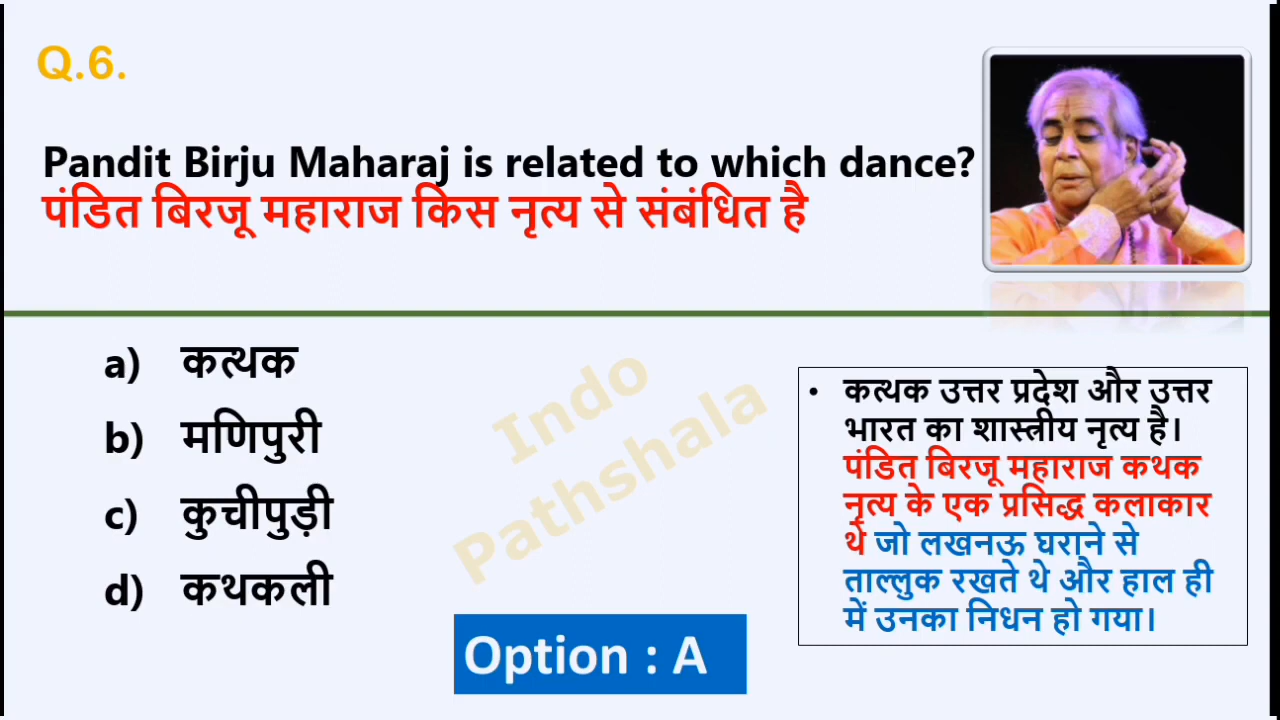 Q.6.
Pandit Birju Maharaj is related to which dance?
पंडित बिरजू महाराज किस नृत्य से संबंधित है
a) कत्थक
b) मणिपुरी
c) कुचीपुड़ी
d) कथकली
Indo
Pathshala
• कत्थक उत्तर प्रदेश और उत्तर
भारत का शास्त्रीय नृत्य है।
पंडित बिरजू महाराज कथक
नृत्य के एक प्रसिद्ध कलाकार
थे जो लखनऊ घराने से
ताल्लुक रखते थे और हाल ही
में उनका निधन हो गया।
Option : A